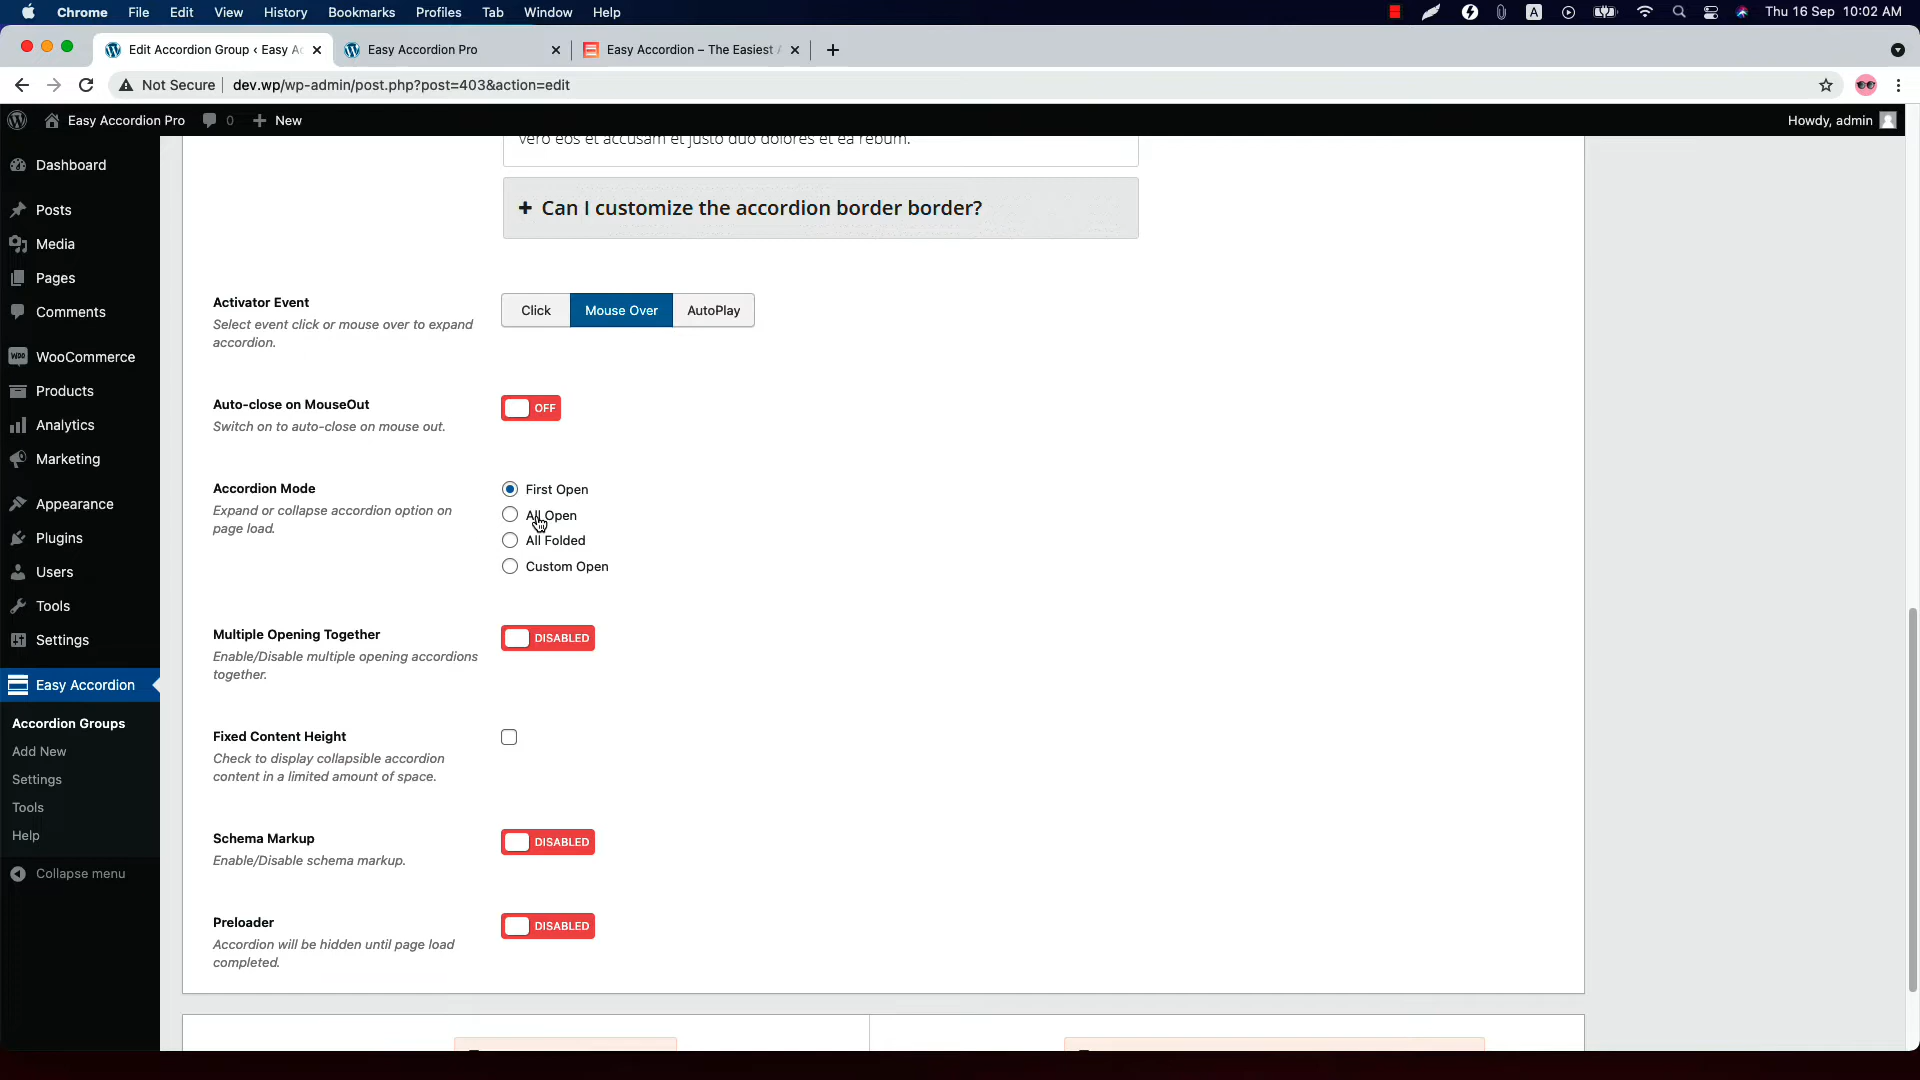 Chrome File Edit View History Bookmarks Profiles Tab Window Help A Thu 16 Sep 10:02 AM
Edit Accordion Group ‹ Easy Ac Easy Accordion Pro Easy Accordion – The Easiest
Not Secure dev.wp/wp-admin/post.php?post=403&action=edit
Easy Accordion Pro 0 + New Howdy, admin
vero eos et accusam et justo duo dolores et ea rebum.
Dashboard
Posts
Media
Pages
Comments
WooCommerce
Products
Analytics
Marketing
Appearance
Plugins
Users
Tools
Settings
Easy Accordion
Accordion Groups
Add New
Settings
Tools
Help
Collapse menu
+ Can I customize the accordion border border?
Activator Event
Select event click or mouse over to expand
accordion.
Click Mouse Over AutoPlay
Auto-close on MouseOut
Switch on to auto-close on mouse out.
OFF
Accordion Mode
Expand or collapse accordion option on
page load.
First Open
All Open
All Folded
Custom Open
Multiple Opening Together
Enable/Disable multiple opening accordions
together.
DISABLED
Fixed Content Height
Check to display collapsible accordion
content in a limited amount of space.
Schema Markup
Enable/Disable schema markup.
DISABLED
Preloader
Accordion will be hidden until page load
completed.
DISABLED